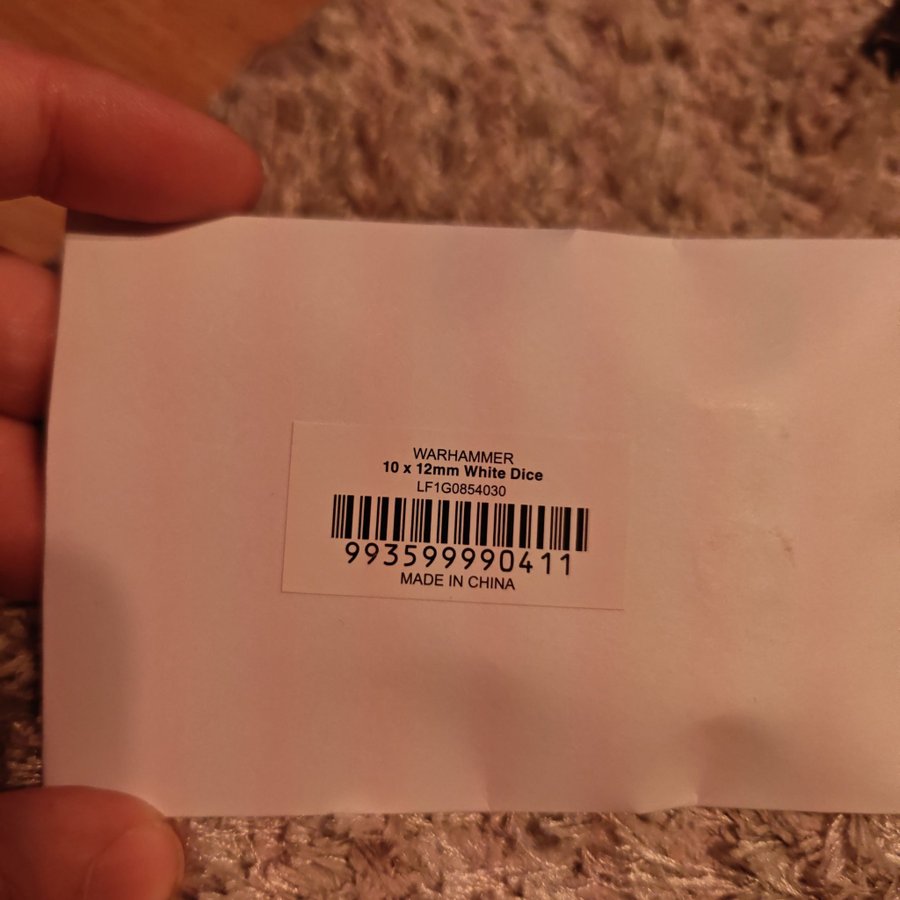 WARHAMMER
10 x 12mm White Dice
LF1G0854030
993599990411
MADE IN CHINA